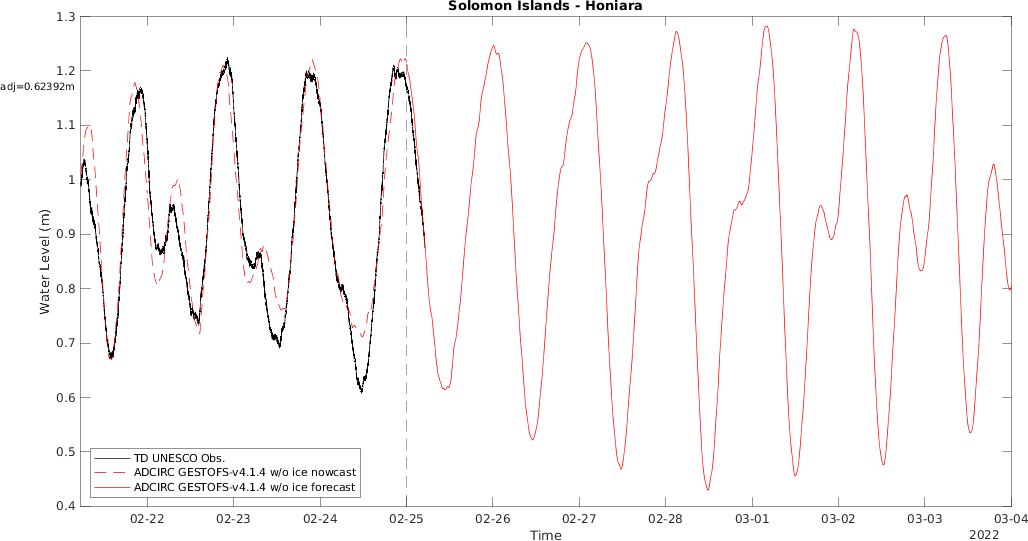 Solomon Islands - Honiara
1.3
1.2
adj=0.62392m
1.1
1
0.9
0.8
0.7
0.6
0.5
0.4
Water Level (m)
TD UNESCO Obs.
ADCIRC GESTOFS-v4.1.4 w/o ice nowcast
ADCIRC GESTOFS-v4.1.4 w/o ice forecast
02-22 02-23 02-24 02-25 02-26 02-27 02-28 03-01 03-02 03-03 03-04
Time
2022